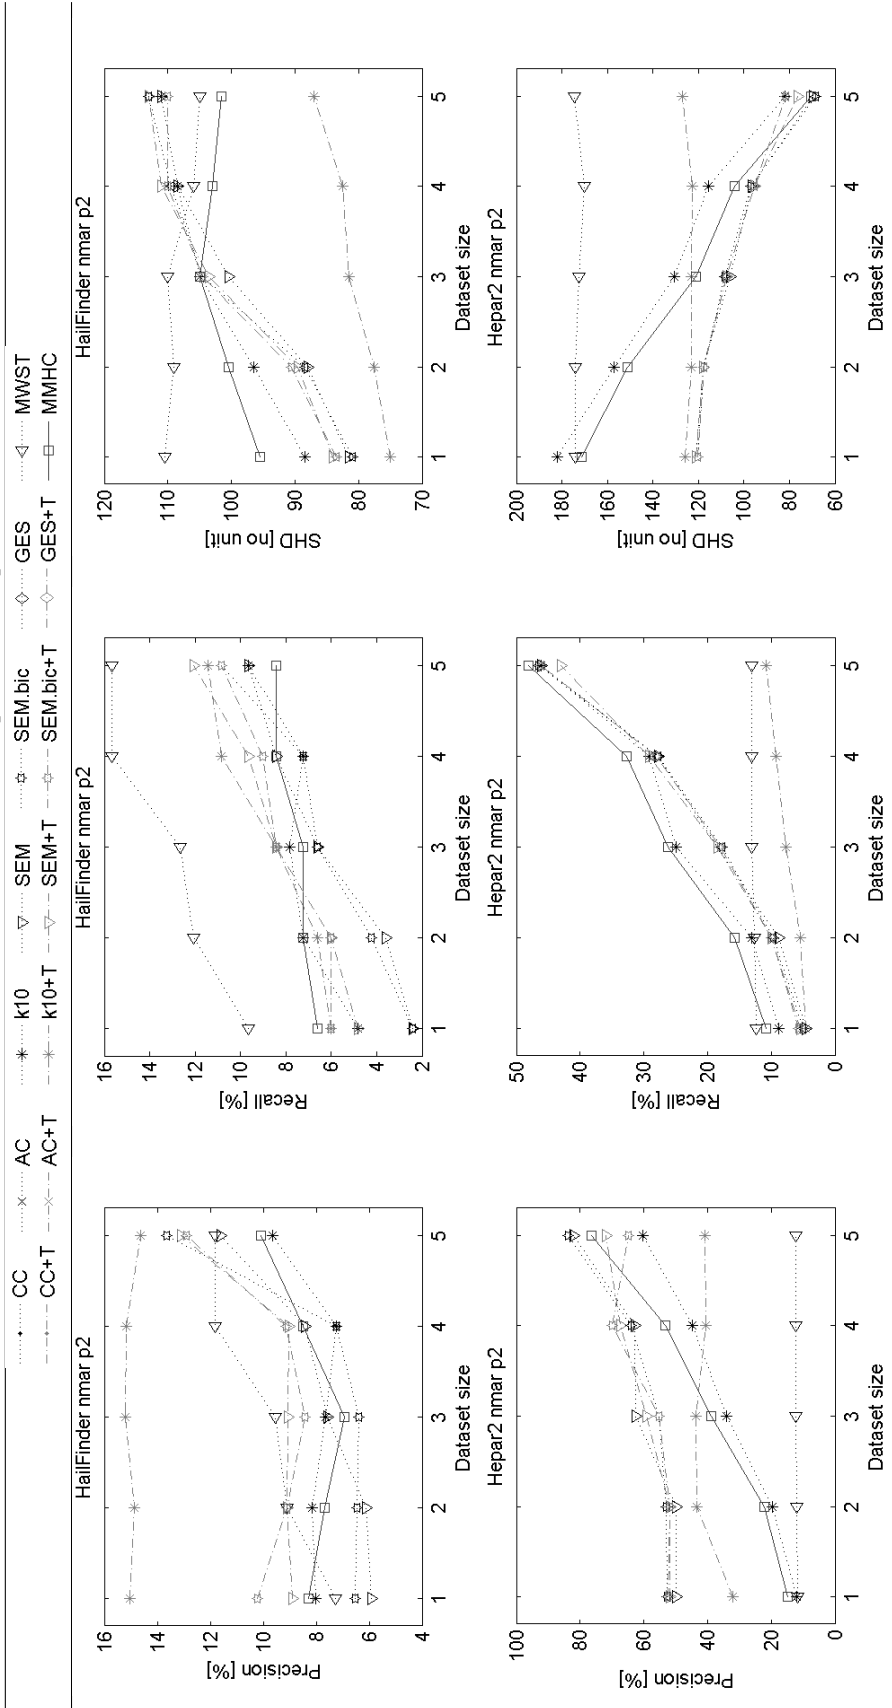 CC AC k10 SEM SEM.bic GES MWST
CC+T AC+T k10+T SEM+T SEM.bic+T GES+T MMHC
HailFinder nmar p2
16
14
12
10
8
6
4
Precision [%]
1 2 3 4 5
Dataset size
HailFinder nmar p2
16
14
12
10
8
6
4
2
Recall [%]
1 2 3 4 5
Dataset size
HailFinder nmar p2
120
110
100
90
80
70
SHD [no unit]
1 2 3 4 5
Dataset size
Hepar2 nmar p2
100
80
60
40
20
0
Precision [%]
1 2 3 4 5
Dataset size
Hepar2 nmar p2
50
40
30
20
10
0
Recall [%]
1 2 3 4 5
Dataset size
Hepar2 nmar p2
200
180
160
140
120
100
80
60
SHD [no unit]
1 2 3 4 5
Dataset size